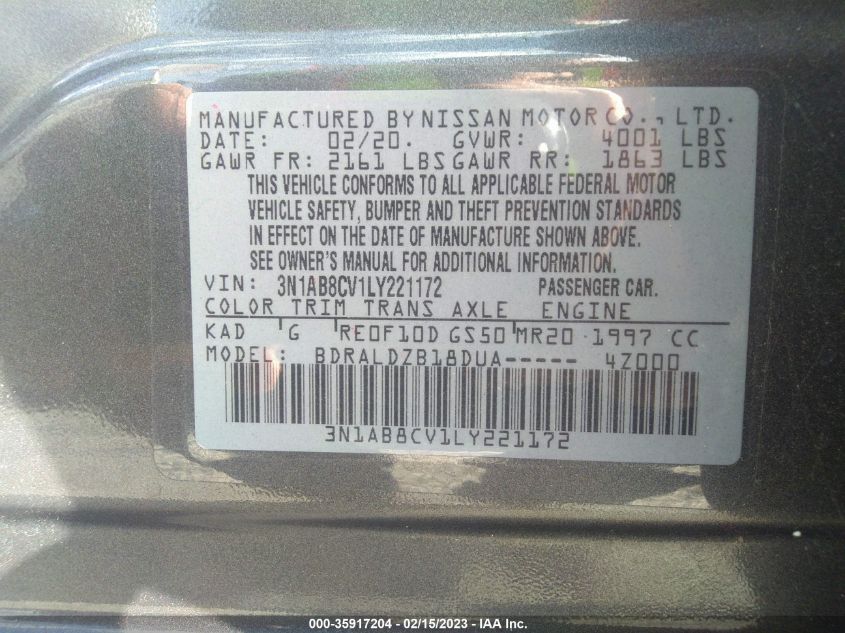 MANUFACTURED BY NISSAN MOTOR CO., LTD.
DATE: 02/20. GVWR: 4001 LBS
GAWR FR: 2161 LBS GAWR RR: 1863 LBS
THIS VEHICLE CONFORMS TO ALL APPLICABLE FEDERAL MOTOR
VEHICLE SAFETY, BUMPER AND THEFT PREVENTION STANDARDS
IN EFFECT ON THE DATE OF MANUFACTURE SHOWN ABOVE.
SEE OWNER'S MANUAL FOR ADDITIONAL INFORMATION.
VIN: 3N1AB8CV1LY221172 PASSENGER CAR.
COLOR TRIM TRANS AXLE ENGINE
KAD G RE0F10D GS50 MR20 1997 CC
MODEL: BDRALDZB18DUA----- 4Z000
3N1AB8CV1LY221172
000-35917204 - 02/15/2023 - IAA Inc.